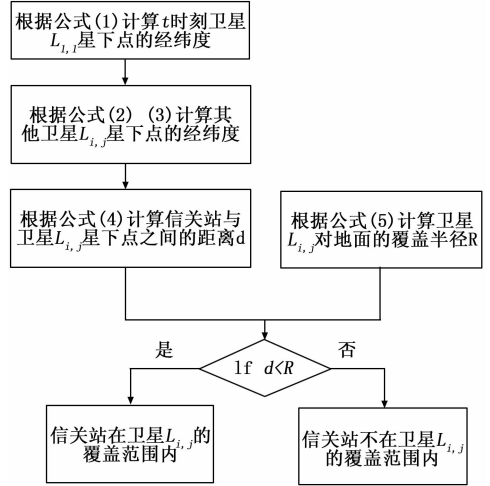 根据公式(1)计算t时刻卫星
L1,1星下点的经纬度
根据公式(2) (3)计算其
他卫星Li,j星下点的经纬度
根据公式(4)计算信关站与
卫星Li,j星下点之间的距离d
根据公式(5)计算卫星
Li,j对地面的覆盖半径R
是
否
lf d<R
信关站在卫星Li,j的
覆盖范围内
信关站不在卫星Li,j
的覆盖范围内